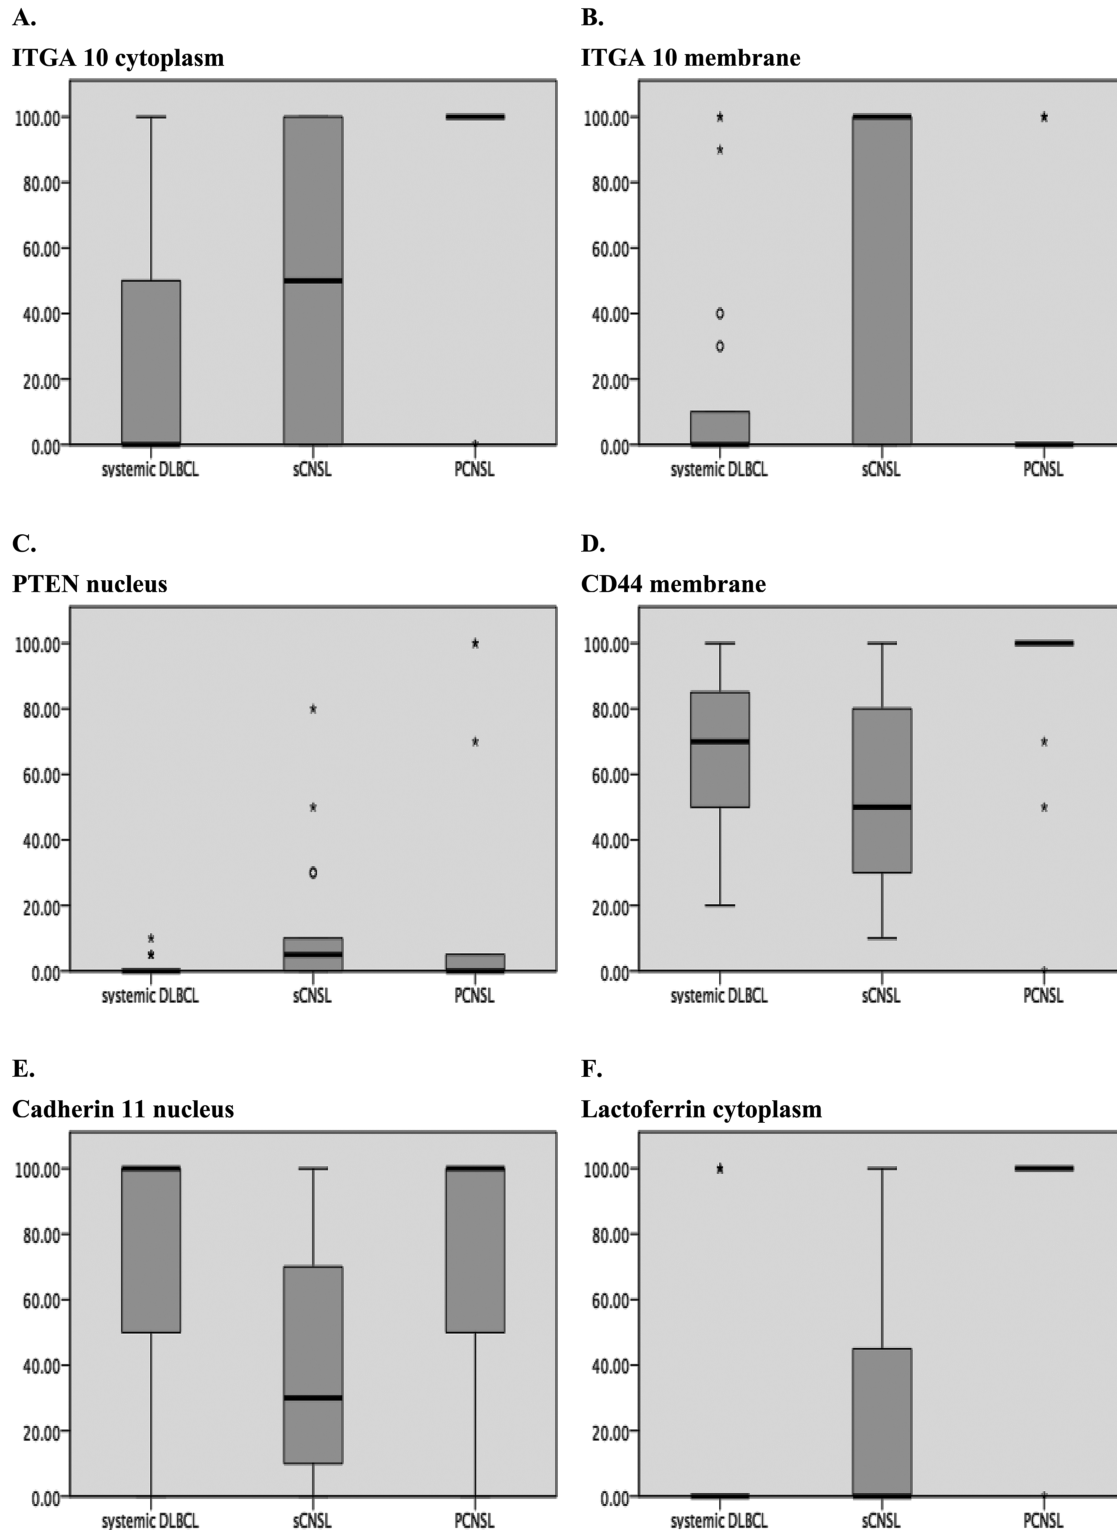 A.
ITGA 10 cytoplasm
100.00
80.00
60.00
40.00
20.00
0.00
systemic DLBCL sCNSL PCNSL
B.
ITGA 10 membrane
100.00
80.00
60.00
40.00
20.00
0.00
systemic DLBCL sCNSL PCNSL
C.
PTEN nucleus
100.00
80.00
60.00
40.00
20.00
0.00
systemic DLBCL sCNSL PCNSL
D.
CD44 membrane
100.00
80.00
60.00
40.00
20.00
0.00
systemic DLBCL sCNSL PCNSL
E.
Cadherin 11 nucleus
100.00
80.00
60.00
40.00
20.00
0.00
systemic DLBCL sCNSL PCNSL
F.
Lactoferrin cytoplasm
100.00
80.00
60.00
40.00
20.00
0.00
systemic DLBCL sCNSL PCNSL